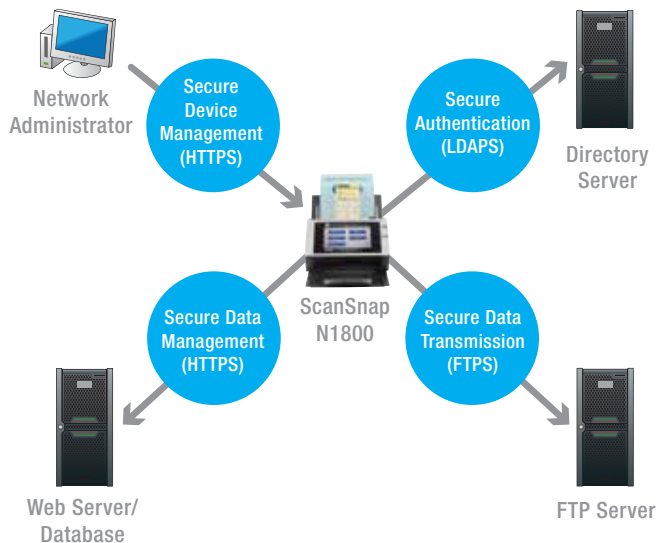 Network
Administrator
Secure
Device
Management
(HTTPS)
Secure
Authentication
(LDAPS)
Directory
Server
ScanSnap
N1800
Secure Data
Management
(HTTPS)
Secure Data
Transmission
(FTPS)
Web Server/
Database
FTP Server